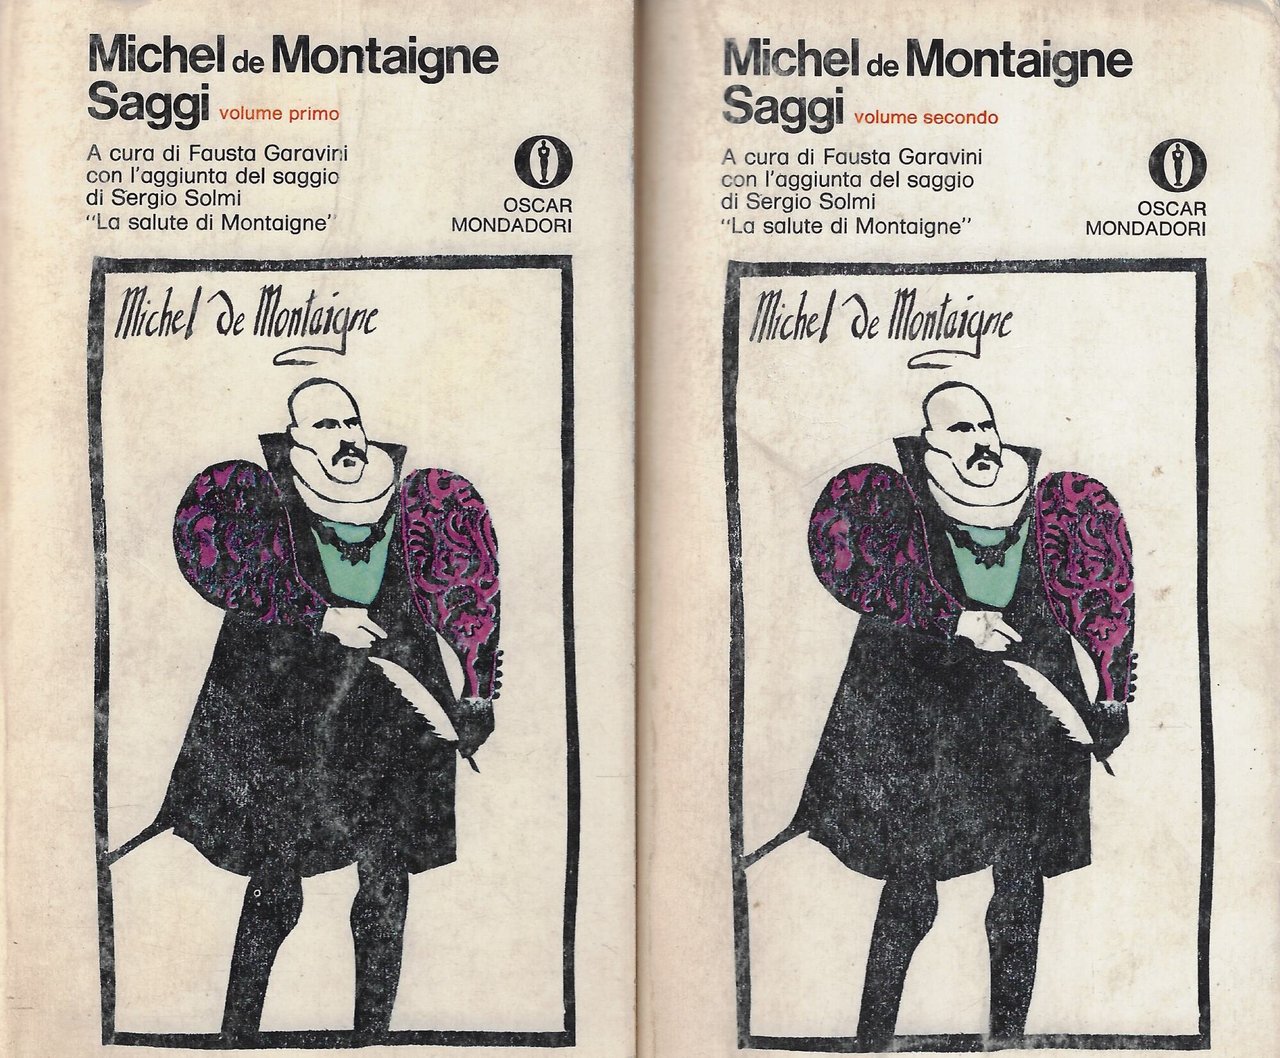 Michel de Montaigne
Saggi volume primo
A cura di Fausta Garavini
con l'aggiunta del saggio
di Sergio Solmi
"La salute di Montaigne"
OSCAR
MONDADORI
Michel de Montaigne
Michel de Montaigne
Saggi volume secondo
A cura di Fausta Garavini
con l'aggiunta del saggio
di Sergio Solmi
"La salute di Montaigne"
OSCAR
MONDADORI
Michel de Montaigne